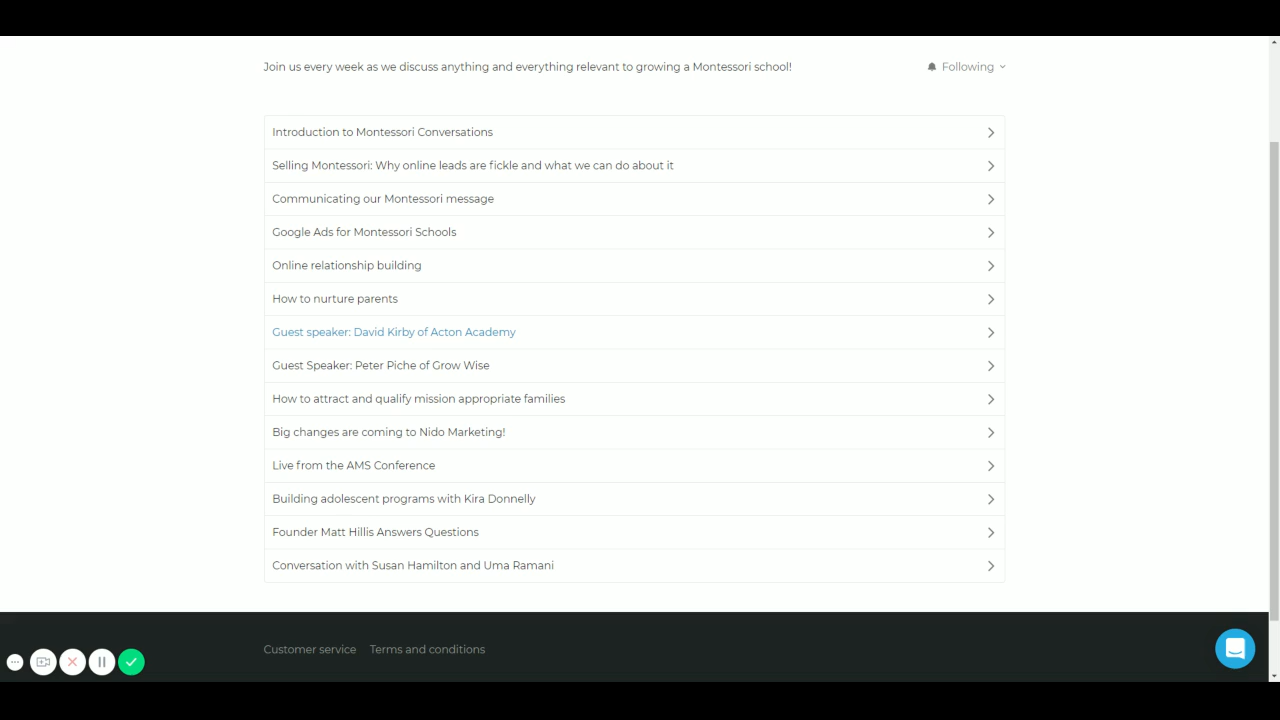 Join us every week as we discuss anything and everything relevant to growing a Montessori school!
Following
Introduction to Montessori Conversations
Selling Montessori: Why online leads are fickle and what we can do about it
Communicating our Montessori message
Google Ads for Montessori Schools
Online relationship building
How to nurture parents
Guest speaker: David Kirby of Acton Academy
Guest Speaker: Peter Piche of Grow Wise
How to attract and qualify mission appropriate families
Big changes are coming to Nido Marketing!
Live from the AMS Conference
Building adolescent programs with Kira Donnelly
Founder Matt Hillis Answers Questions
Conversation with Susan Hamilton and Uma Ramani
Customer service Terms and conditions